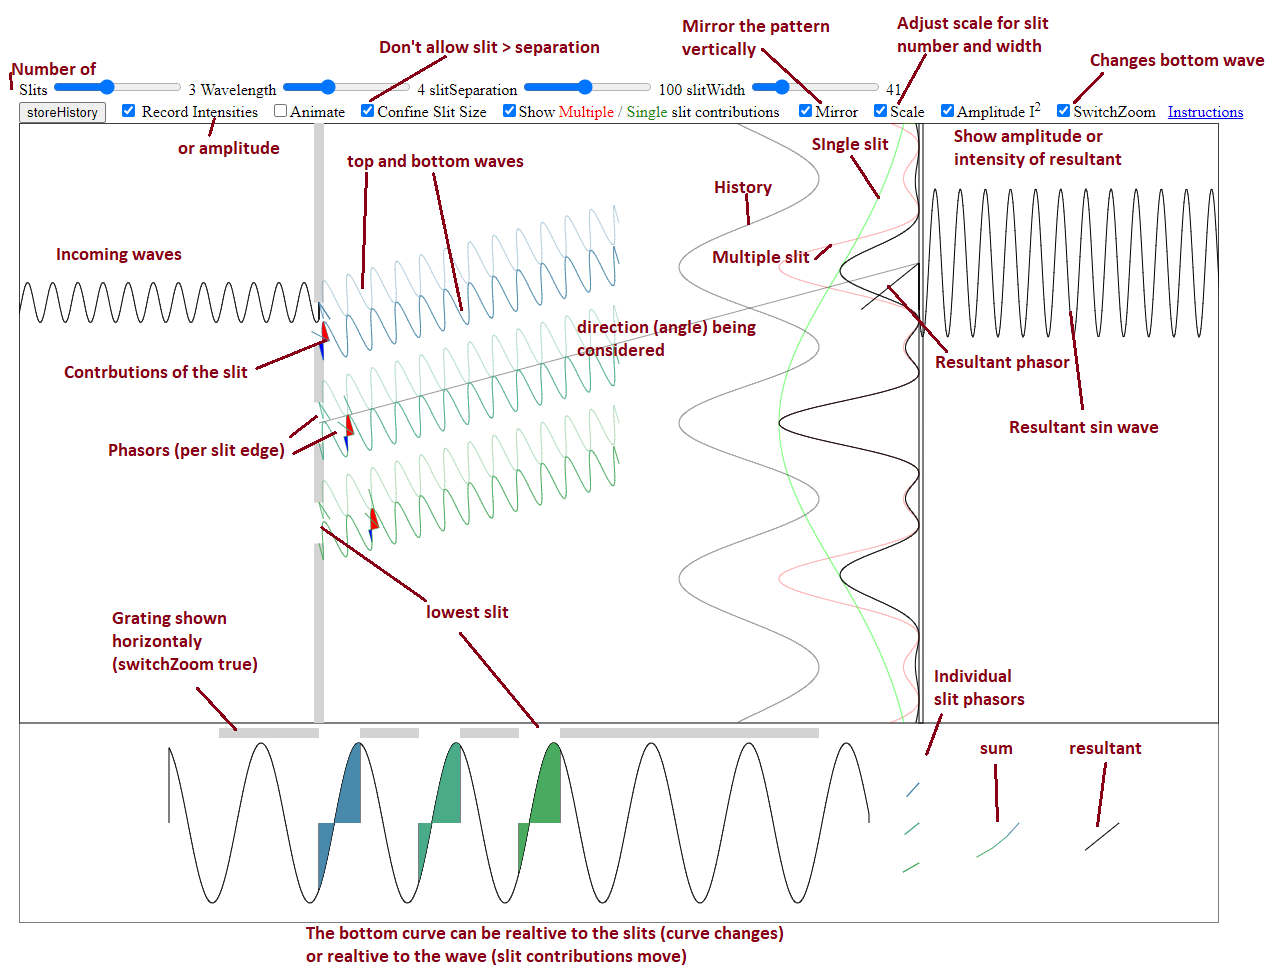 Mirror the pattern
vertically
Adjust scale for slit
number and width
Don't allow slit > separation
Changes bottom wave
Number of
Slits 3 Wavelength 4 slitSeparation 100 slitWidth 41
storeHistory Record Intensities Animate Confine Slit Size Show Multiple / Single slit contributions Mirror Scale Amplitude I2 SwitchZoom Instructions
or amplitude
top and bottom waves
SIngle slit
Show amplitude or
intensity of resultant
History
Incoming waves
Multiple slit
direction (angle) being
considered
Contrbutions of the slit
Resultant phasor
Phasors (per slit edge)
Resultant sin wave
lowest slit
Grating shown
horizontaly
(switchZoom true)
Individual
slit phasors
sum
resultant
The bottom curve can be realtive to the slits (curve changes)
or realtive to the wave (slit contributions move)